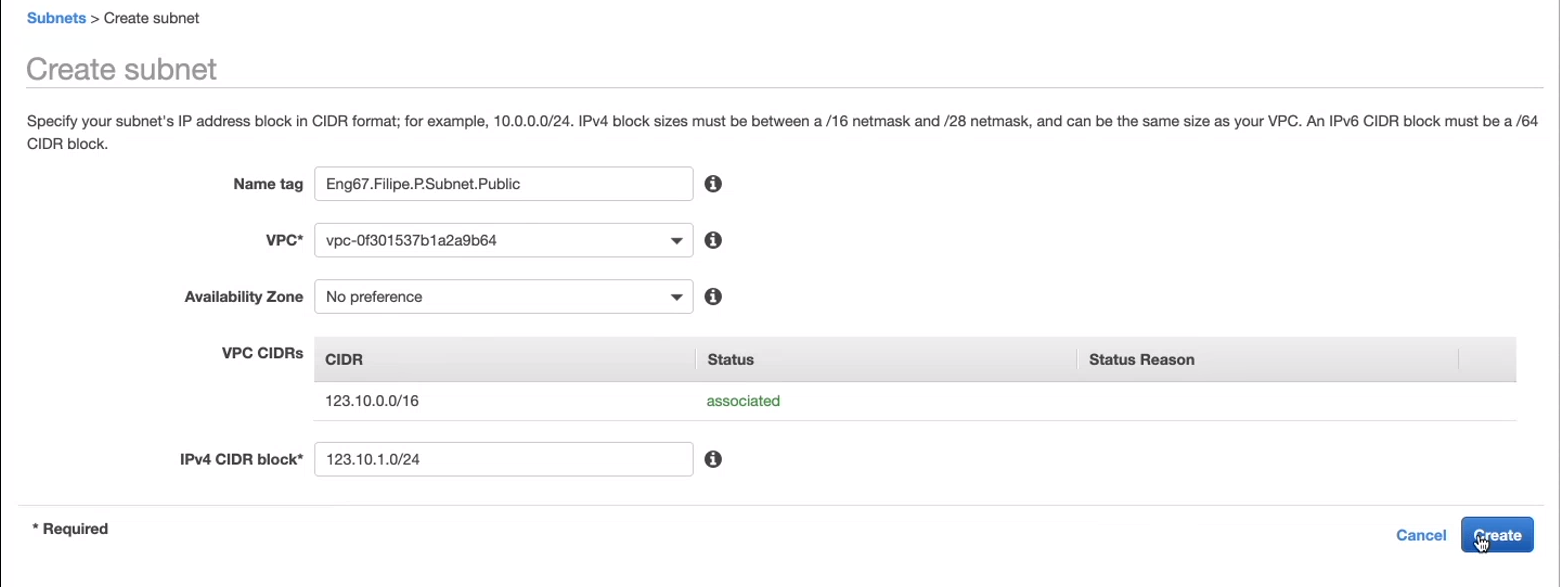 Subnets > Create subnet
Create subnet
Specify your subnet's IP address block in CIDR format; for example, 10.0.0.0/24. IPv4 block sizes must be between a /16 netmask and /28 netmask, and can be the same size as your VPC. An IPv6 CIDR block must be a /64
CIDR block.
Name tag Eng67.Filipe.P.Subnet.Public
VPC* vpc-0f301537b1a2a9b64
Availability Zone No preference
VPC CIDRs CIDR Status Status Reason
123.10.0.0/16 associated
IPv4 CIDR block* 123.10.1.0/24
* Required
Cancel Create